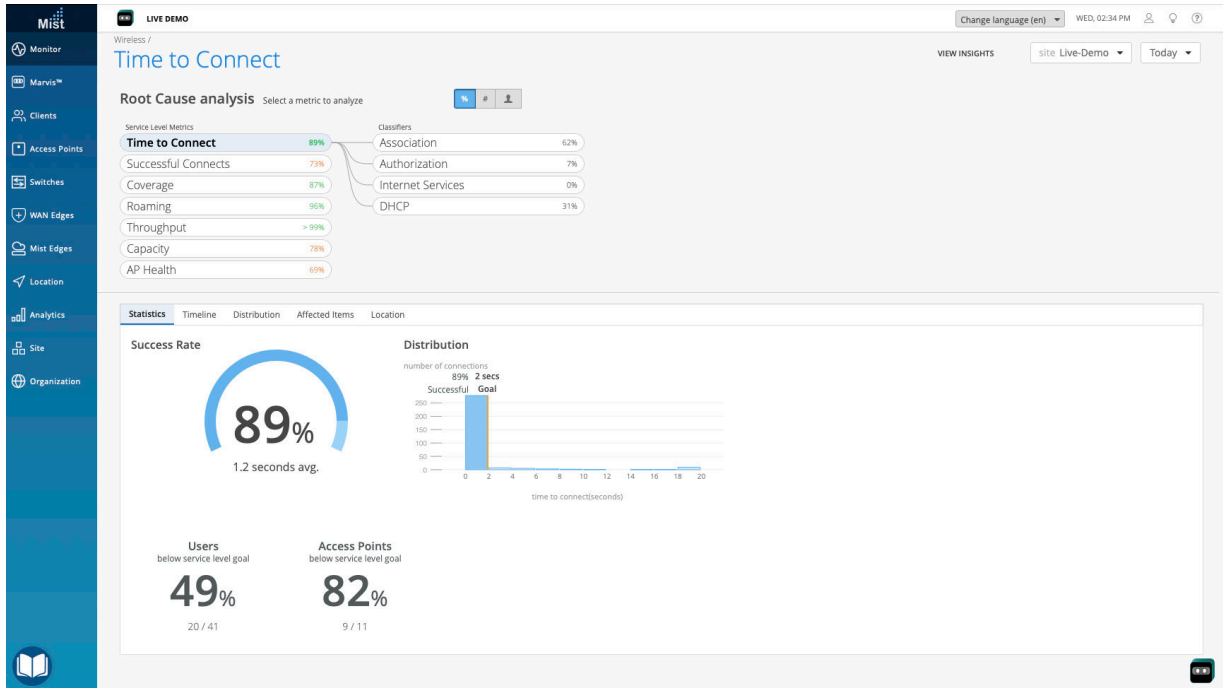 Mist
LIVE DEMO
Change language (en)
WED, 02:34 PM
Monitor
Marvis™
Clients
Access Points
Switches
WAN Edges
Mist Edges
Location
Analytics
Site
Organization
Wireless /
Time to Connect
VIEW INSIGHTS
site Live-Demo
Today
Root Cause analysis Select a metric to analyze
% #
Service Level Metrics
Time to Connect 89%
Successful Connects 73%
Coverage 87%
Roaming 96%
Throughput > 99%
Capacity 78%
AP Health 69%
Classifiers
Association 62%
Authorization 7%
Internet Services 0%
DHCP 31%
Statistics Timeline Distribution Affected Items Location
Success Rate
89%
1.2 seconds avg.
Distribution
number of connections
89% 2 secs
Successful Goal
250
200
150
100
50
0
0 2 4 6 8 10 12 14 16 18 20
time to connect(seconds)
Users
below service level goal
49%
20 / 41
Access Points
below service level goal
82%
9 / 11